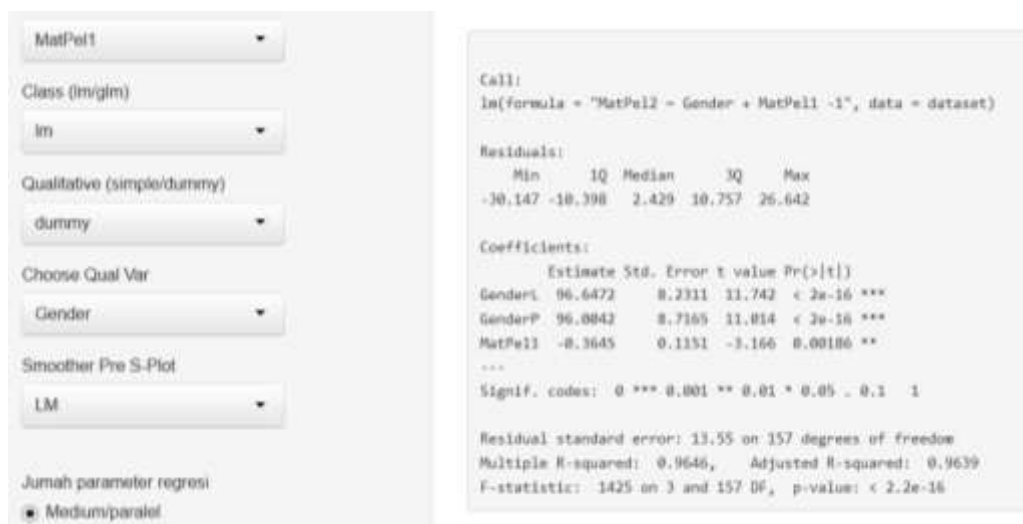 MatPel1
Class (lm/glm)
lm
Qualitative (simple/dummy)
dummy
Choose Qual Var
Gender
Smoother Pre S-Plot
LM
Jumah parameter regresi
Medium/paralel
Call:
lm(formula = "MatPel2 ~ Gender + MatPel1 -1", data = dataset)
Residuals:
Min 1Q Median 3Q Max
-30.147 -10.398 2.429 10.757 26.642
Coefficients:
Estimate Std. Error t value Pr(>|t|)
GenderL 96.6472 8.2311 11.742 < 2e-16 ***
GenderP 96.0042 8.7165 11.014 < 2e-16 ***
MatPel1 -0.3645 0.1151 -3.166 0.00186 **
---
Signif. codes: 0 *** 0.001 ** 0.01 * 0.05 . 0.1 1
Residual standard error: 13.55 on 157 degrees of freedom
Multiple R-squared: 0.9646, Adjusted R-squared: 0.9639
F-statistic: 1425 on 3 and 157 DF, p-value: < 2.2e-16